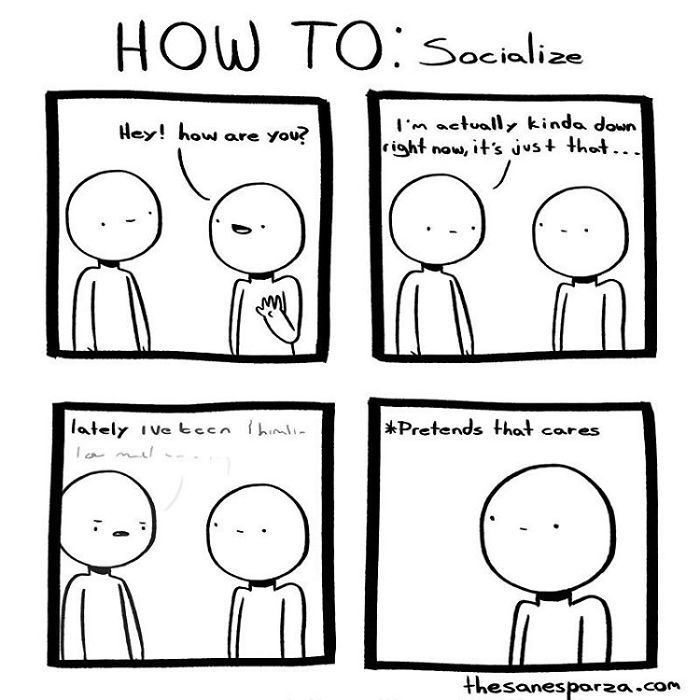 HOW TO: Socialize
Hey! how are you?
I'm actually kinda down
right now, it's just that...
lately ive been
*Pretends that cares
thesanesparza.com